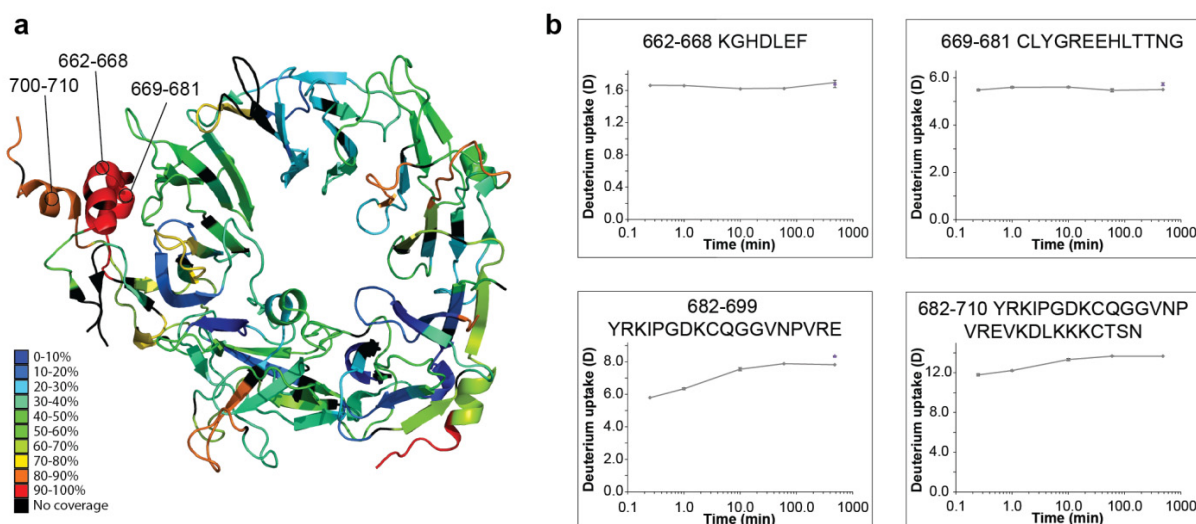 a
662-668
700-710
669-681
0-10%
10-20%
20-30%
30-40%
40-50%
50-60%
60-70%
70-80%
80-90%
90-100%
No coverage
b
662-668 KGHDLEF
Deuterium uptake (D)
1.6
1.2
0.8
0.4
0.0
0.1 1.0 10.0 100 1000
Time (min)
669-681 CLYGREEHLTTNG
Deuterium uptake (D)
6.0
4.0
2.0
0.0
0.1 1.0 10.0 100 1000
Time (min)
682-699
YRKIPGDKCQGGVNPVRE
Deuterium uptake (D)
8.0
6.0
4.0
2.0
0.0
0.1 1.0 10.0 100 1000
Time (min)
682-710 YRKIPGDKCQGGVNP
VREVKDLKKKCTSN
Deuterium uptake (D)
12.0
8.0
4.0
0.0
0.1 1.0 10.0 100 1000
Time (min)